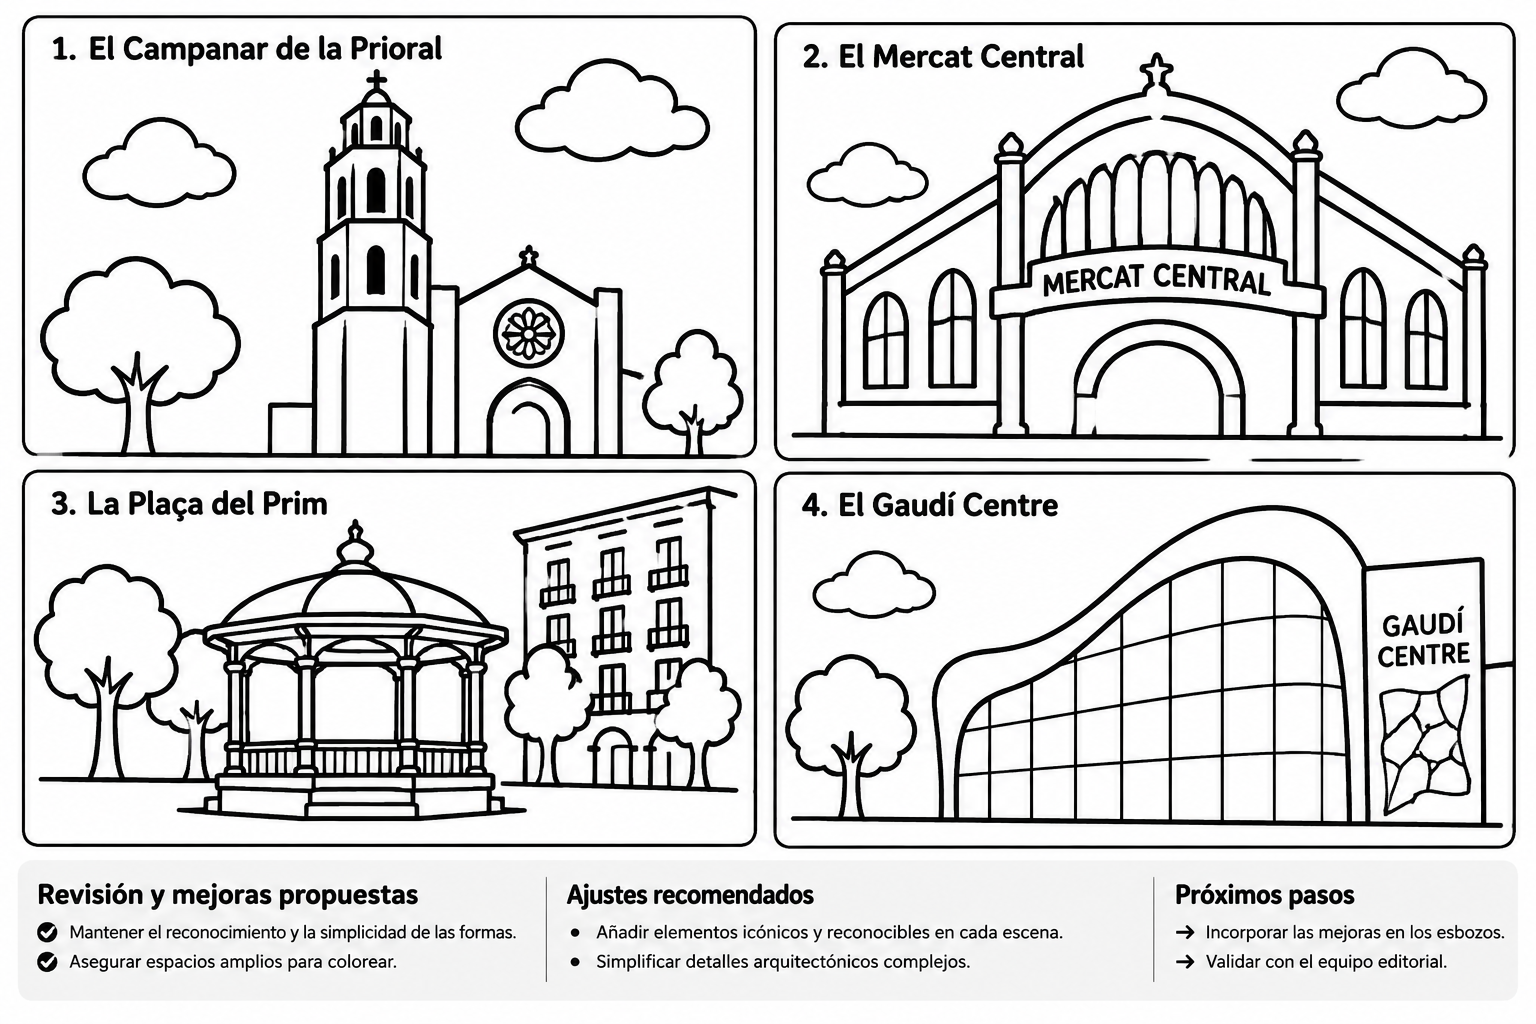 1. El Campanar de la Prioral
2. El Mercat Central
MERCAT CENTRAL
3. La Plaça del Prim
4. El Gaudí Centre
GAUDÍ
CENTRE
Revisión y mejoras propuestas
Mantener el reconocimiento y la simplicidad de las formas.
Asegurar espacios amplios para colorear.
Ajustes recomendados
• Añadir elementos icónicos y reconocibles en cada escena.
• Simplificar detalles arquitectónicos complejos.
Próximos pasos
→ Incorporar las mejoras en los esbozos.
→ Validar con el equipo editorial.